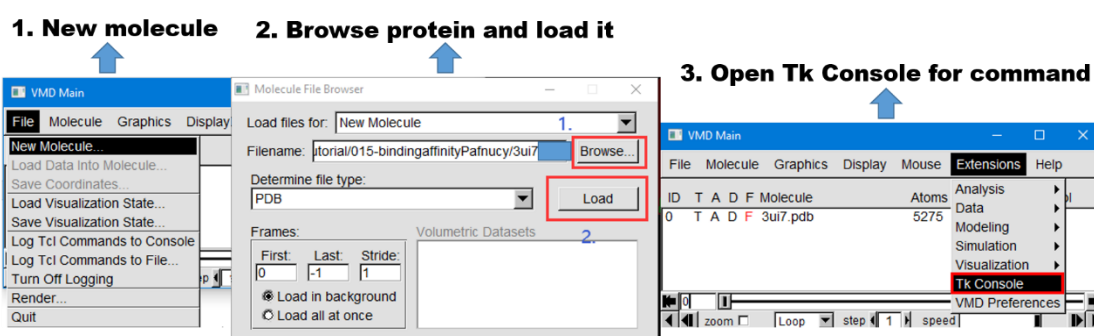 1. New molecule
2. Browse protein and load it
3. Open Tk Console for command
VMD Main
File Molecule Graphics Display
New Molecule...
Load Data Into Molecule...
Save Coordinates...
Load Visualization State...
Save Visualization State...
Log Tcl Commands to Console
Log Tcl Commands to File...
Turn Off Logging
Render...
Quit
Molecule File Browser
Load files for: New Molecule
1.
Filename: itorial/015-bindingaffinityPafnucy/3ui7 Browse...
Determine file type:
PDB Load
2.
Frames: Volumetric Datasets
First: Last: Stride:
0 -1 1
Load in background
Load all at once
VMD Main
File Molecule Graphics Display Mouse Extensions Help
ID T A D F Molecule Atoms
0 T A D F 3ui7.pdb 5275
Analysis
Data
Modeling
Simulation
Visualization
Tk Console
VMD Preferences
0
zoom Loop step 1 speed